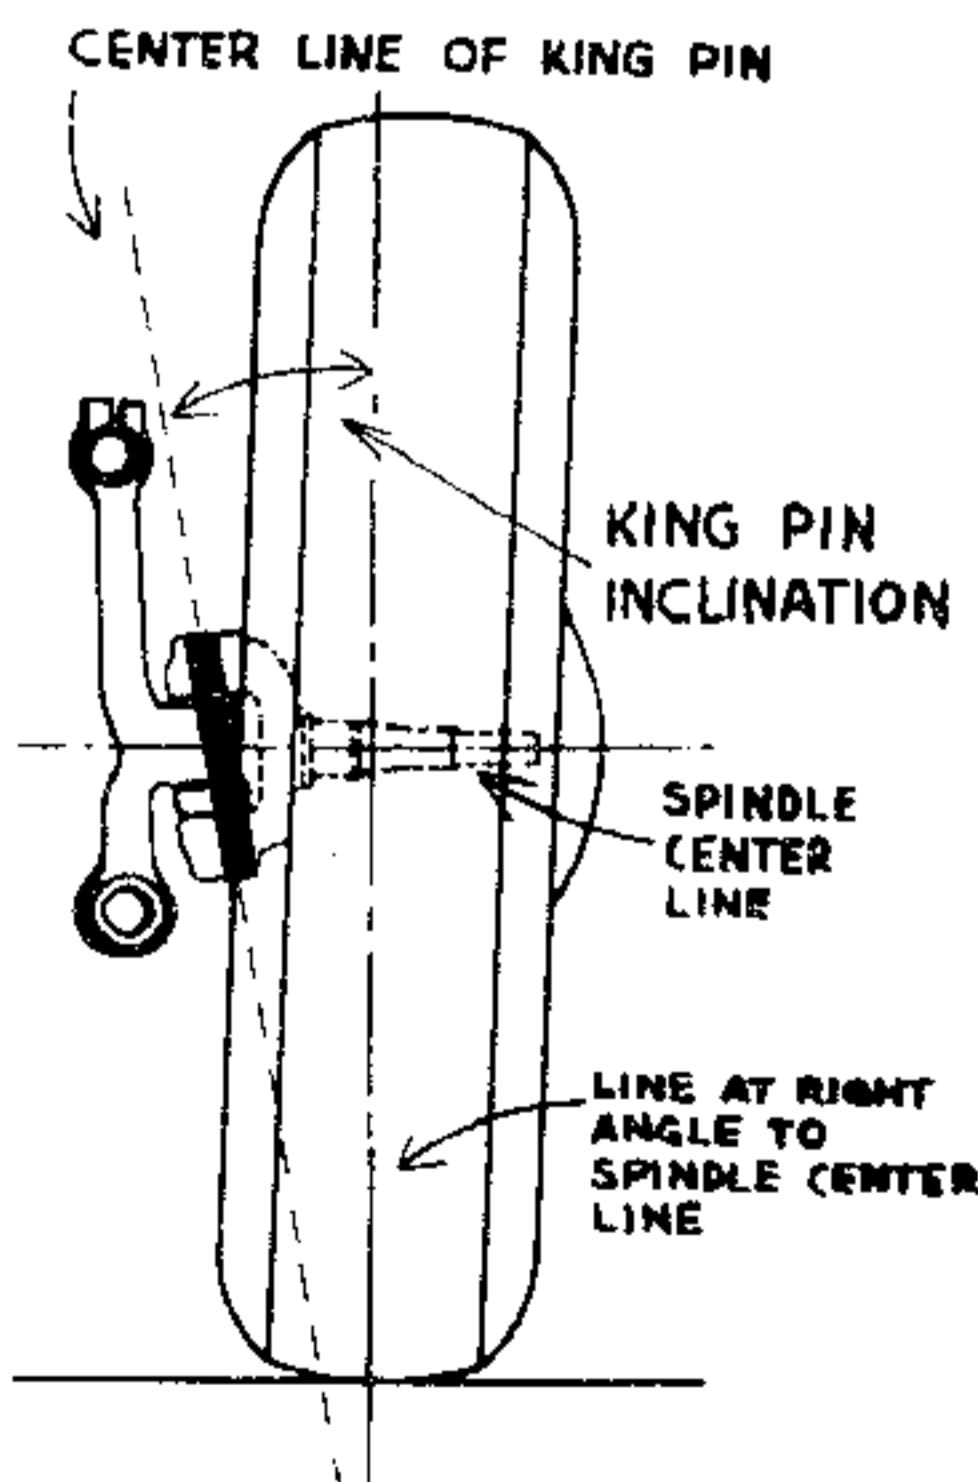 CENTER LINE OF KING PIN
KING PIN
INCLINATION
SPINDLE
CENTER
LINE
LINE AT RIGHT
ANGLE TO
SPINDLE CENTER
LINE